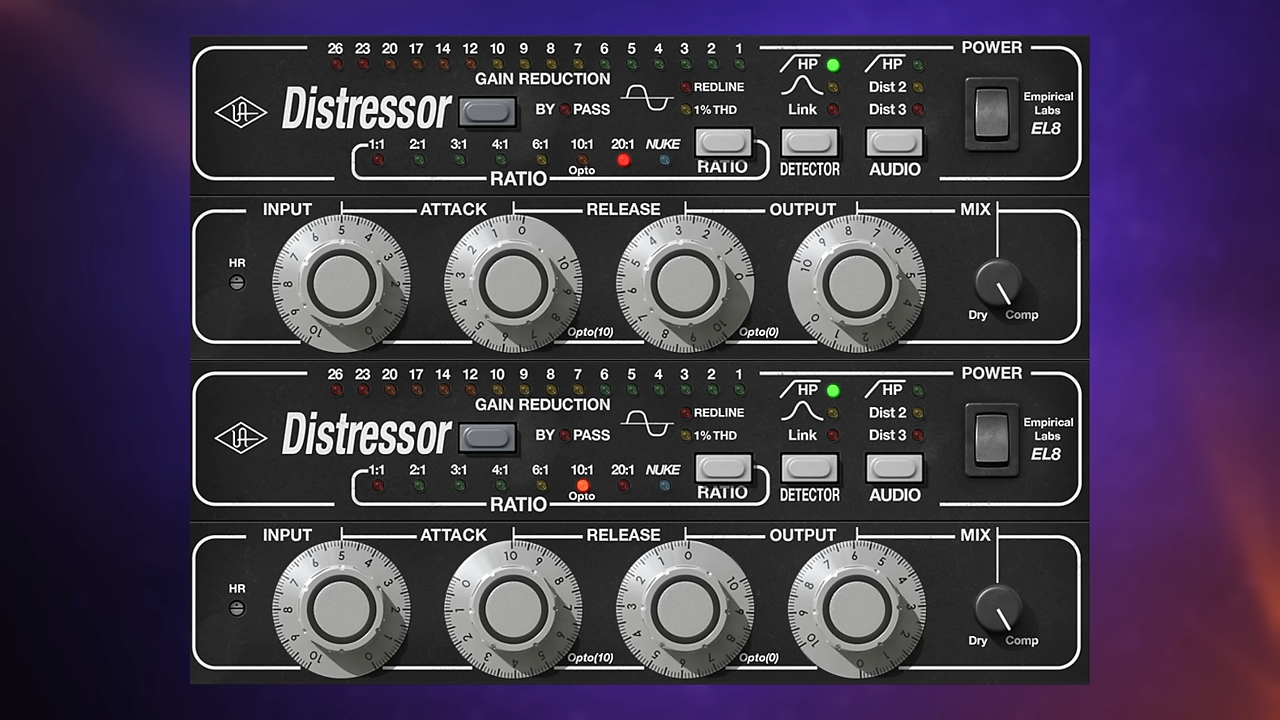 26 23 20 17 14 12 10 9 8 7 6 5 4 3 2 1
POWER
GAIN REDUCTION
HP HP
REDLINE
Dist 2
Distressor
BY PASS
1% THD
Link
Dist 3
Empirical
Labs
EL8
1:1 2:1 3:1 4:1 6:1 10:1 20:1 NUKE
Opto
RATIO
RATIO
DETECTOR
AUDIO
INPUT ATTACK RELEASE OUTPUT MIX
HR
Dry Comp
Opto(10) Opto(0)
26 23 20 17 14 12 10 9 8 7 6 5 4 3 2 1
POWER
GAIN REDUCTION
HP HP
REDLINE
Dist 2
Distressor
BY PASS
1% THD
Link
Dist 3
Empirical
Labs
EL8
1:1 2:1 3:1 4:1 6:1 10:1 20:1 NUKE
Opto
RATIO
RATIO
DETECTOR
AUDIO
INPUT ATTACK RELEASE OUTPUT MIX
HR
Dry Comp
Opto(10) Opto(0)